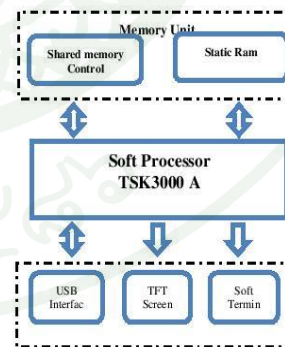 Memory Unit
Shared memory
Control
Static Ram
Soft Processor
TSK3000 A
USB
Interfac
TFT
Screen
Soft
Termin